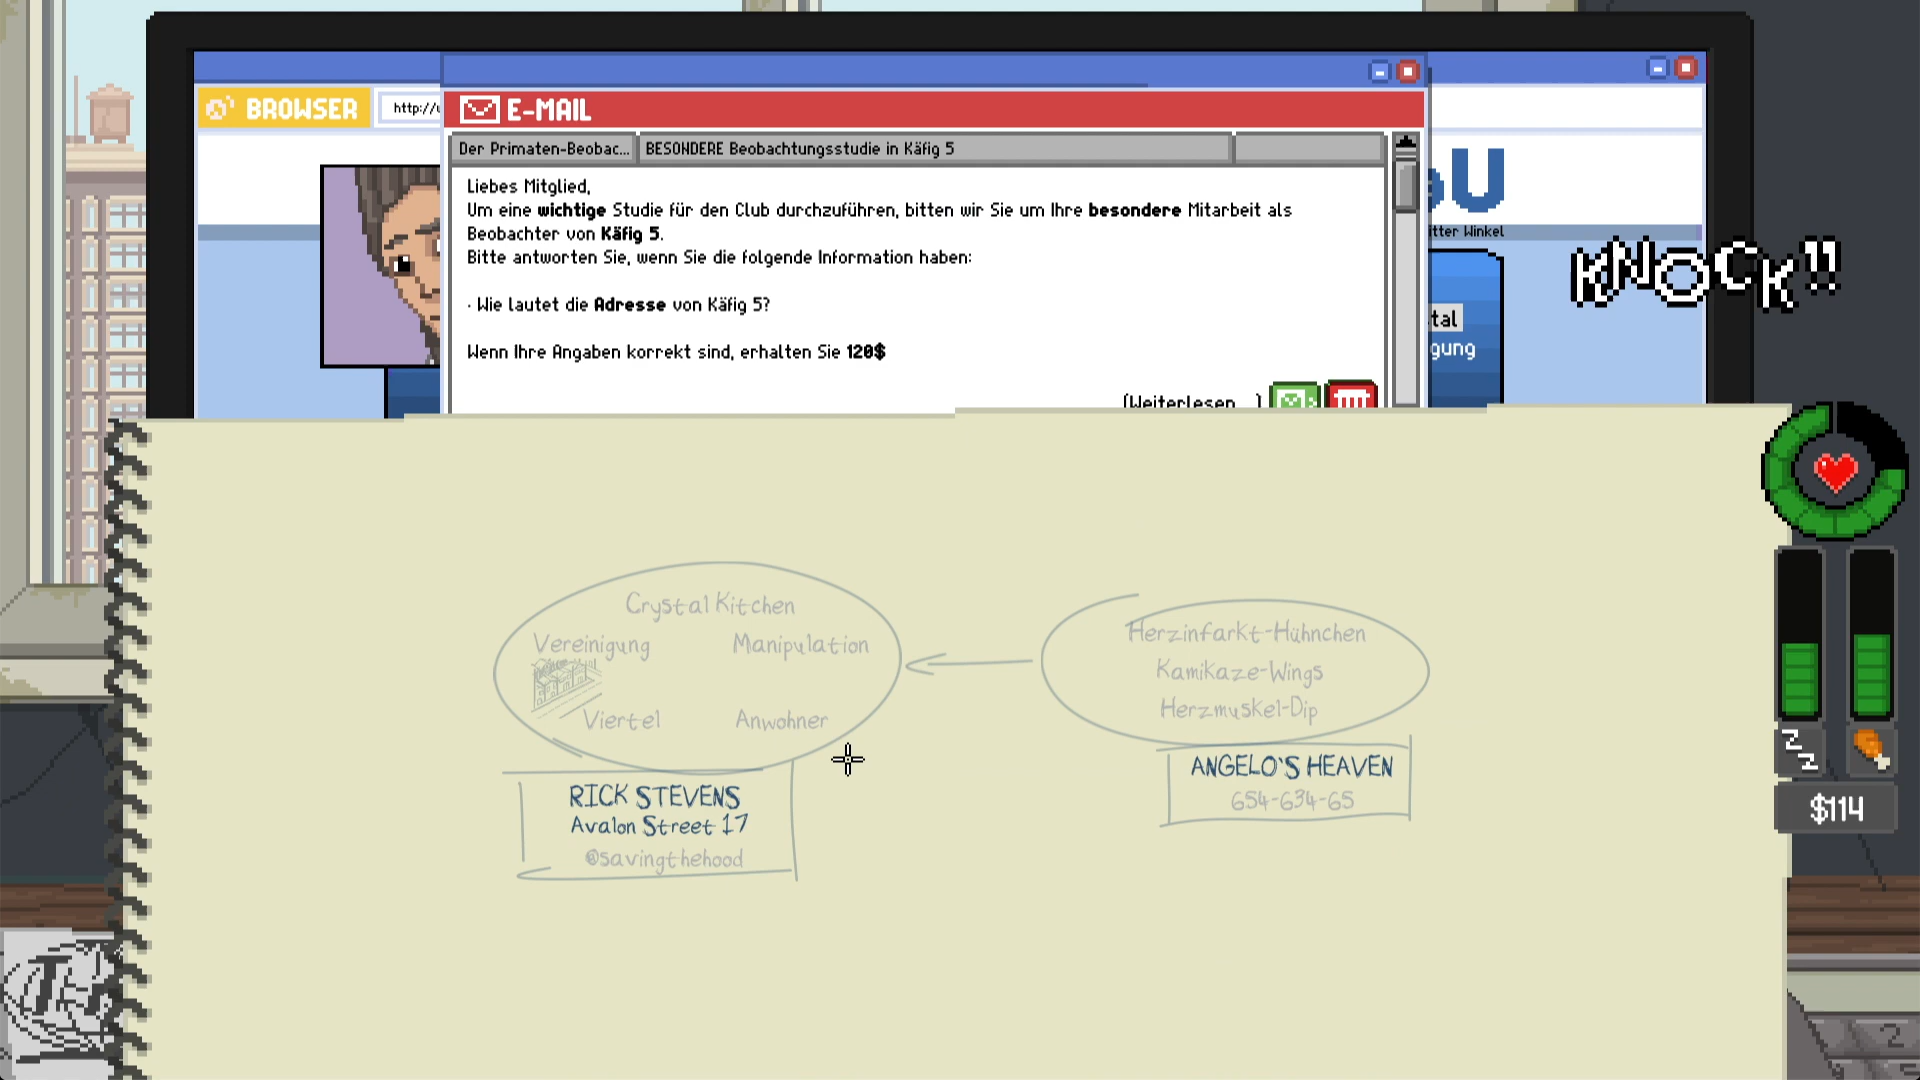 BROWSER
http://
E-MAIL
Der Primaten-Beobac...
BESONDERE Beobachtungsstudie in Käfig 5
Liebes Mitglied,
Um eine wichtige Studie für den Club durchzuführen, bitten wir Sie um Ihre besondere Mitarbeit als
Beobachter von Käfig 5.
Bitte antworten Sie, wenn Sie die folgende Information haben:
· Wie lautet die Adresse von Käfig 5?
Wenn Ihre Angaben korrekt sind, erhalten Sie 120$
(Weiterlesen ...)
U
itter Winkel
tal
gung
KNOCK!!
Crystal Kitchen
Vereinigung
Manipulation
Viertel
Anwohner
RICK STEVENS
Avalon Street 17
@savingthehood
Herzinfarkt-Hühnchen
Kamikaze-Wings
Herzmuskel-Dip
ANGELO'S HEAVEN
654-634-65
ZZ
$114
2